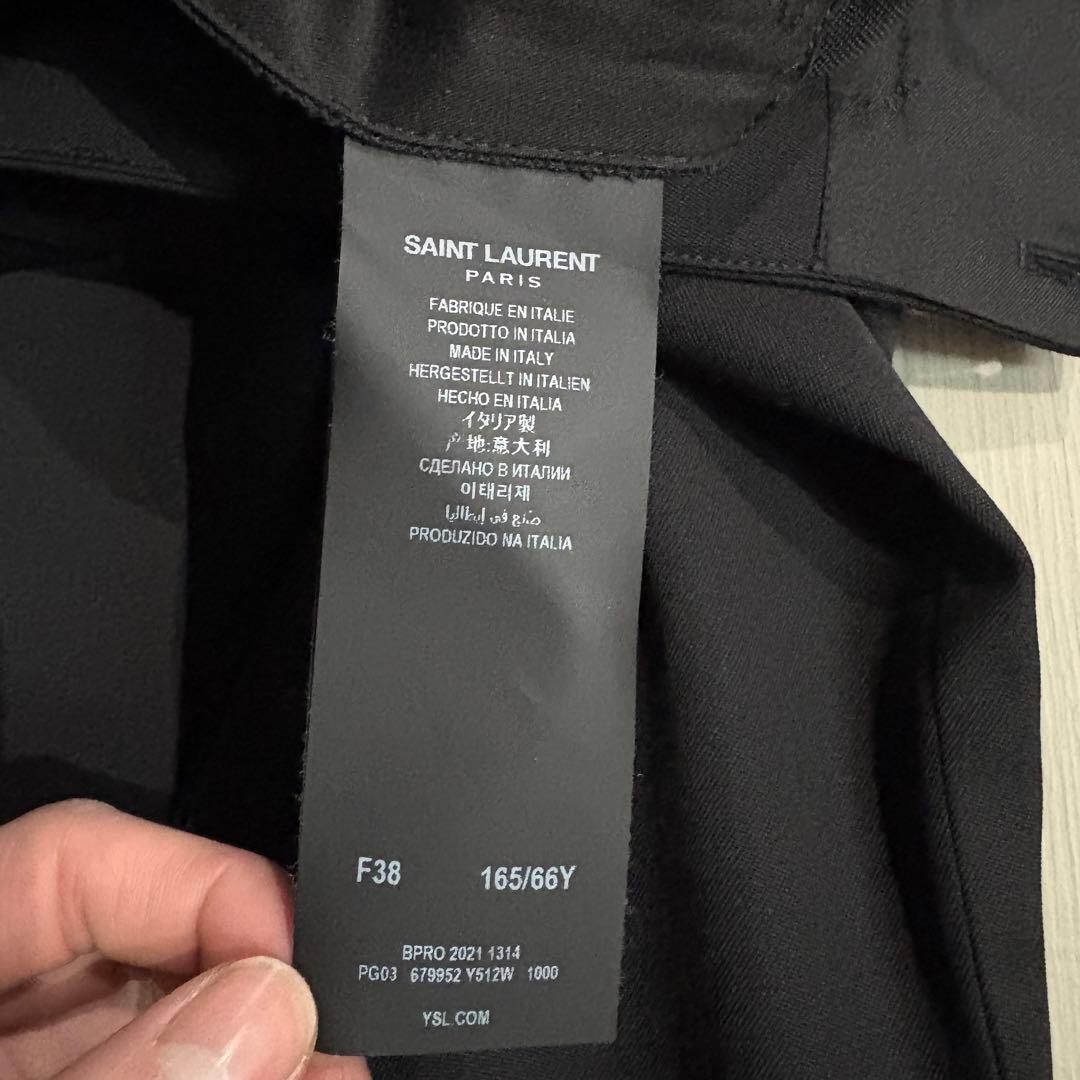 SAINT LAURENT
PARIS
FABRIQUE EN ITALIE
PRODOTTO IN ITALIA
MADE IN ITALY
HERGESTELLT IN ITALIEN
HECHO EN ITALIA
イタリア製
产地:意大利
СДЕЛАНО В ИТАЛИИ
이태리제
صنع في إيطاليا
PRODUZIDO NA ITALIA
F38 165/66Y
BPRO 2021 1314
PG03 679952 Y512W 1000
YSL.COM